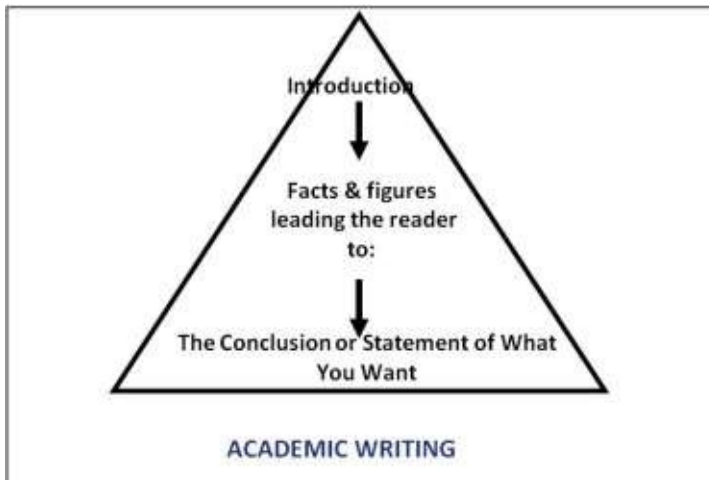 Introduction
Facts & figures
leading the reader
to:
The Conclusion or Statement of What
You Want
ACADEMIC WRITING